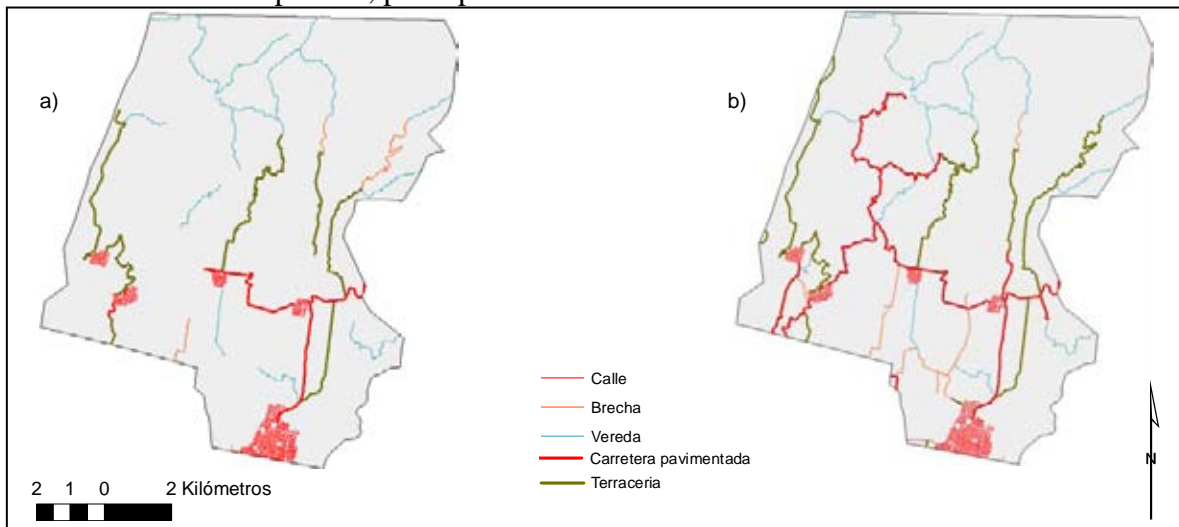 a)
b)
Calle
Brecha
Vereda
Carretera pavimentada
Terraceria
N
2 1 0 2 Kilómetros